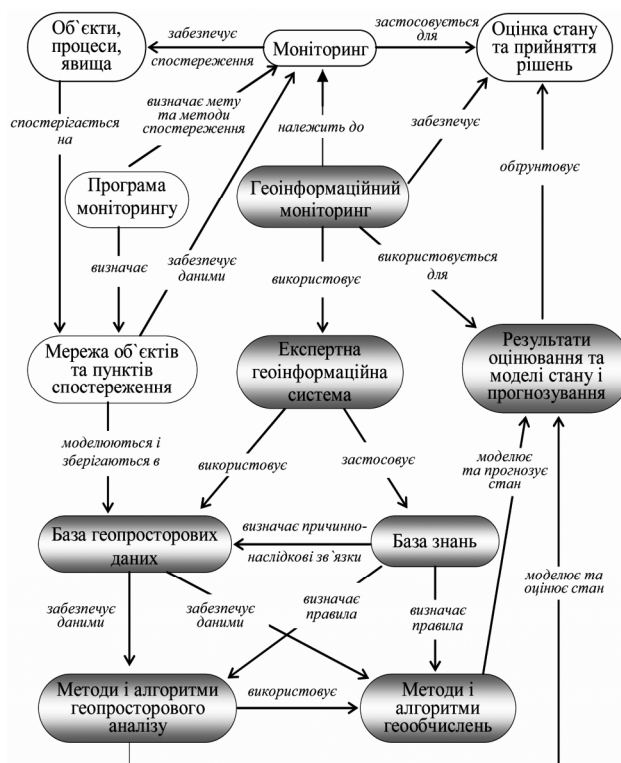 Об`єкти,
процеси,
явища
забезпечує
спостереження
Моніторинг
застосовується
для
Оцінка стану
та прийняття
рішень
спостерігається
на
визначає мету
та методи
спостереження
належить до
забезпечує
обґрунтовує
Програма
моніторингу
Геоінформаційний
моніторинг
визначає
забезпечує
даними
використовує
використовується
для
Мережа об`єктів
та пунктів
спостереження
Експертна
геоінформаційна
система
Результати
оцінювання та
моделі стану і
прогнозування
моделюються і
зберігаються в
використовує
застосовує
моделює
та прогнозує
стан
База геопросторових
даних
визначає причинно-
наслідкові зв`язки
База знань
моделює та
оцінює стан
забезпечує
даними
забезпечує
даними
визначає
правила
визначає
правила
Методи і алгоритми
геопросторового
аналізу
використовує
Методи і
алгоритми
геообчислень